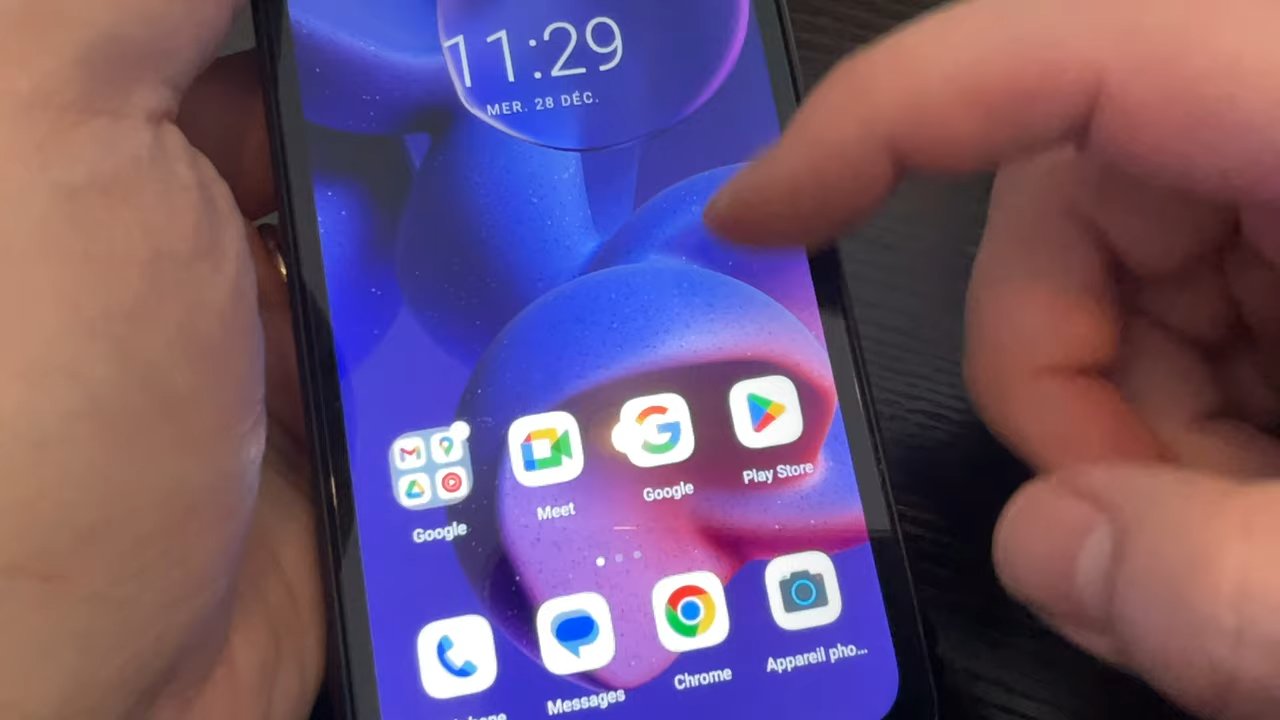 11:29
MER. 28 DÉC.
Google
Meet
Google
Play Store
Messages
Chrome
Appareil pho...